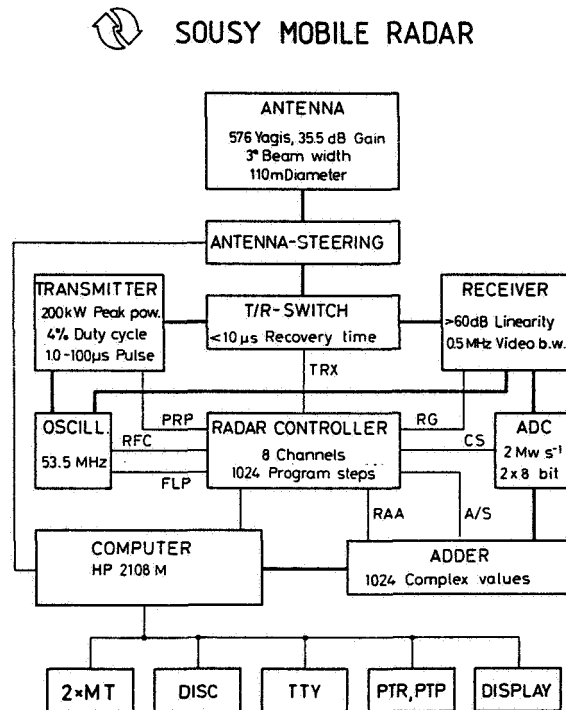 SOUSY MOBILE RADAR
ANTENNA
576 Yagis, 35.5 dB Gain
3° Beam width
110mDiameter
ANTENNA-STEERING
TRANSMITTER
200kW Peak pow.
4% Duty cycle
1.0-100µs Pulse
T/R-SWITCH
<10µs Recovery time
RECEIVER
>60dB Linearity
0.5 MHz Video b.w.
TRX
PRP
RG
OSCILL.
53.5 MHz
RFC
FLP
RADAR CONTROLLER
8 Channels
1024 Program steps
CS
ADC
2 Mw s⁻¹
2 x 8 bit
RAA
A/S
COMPUTER
HP 2108 M
ADDER
1024 Complex values
2×MT
DISC
TTY
PTR, PTP
DISPLAY